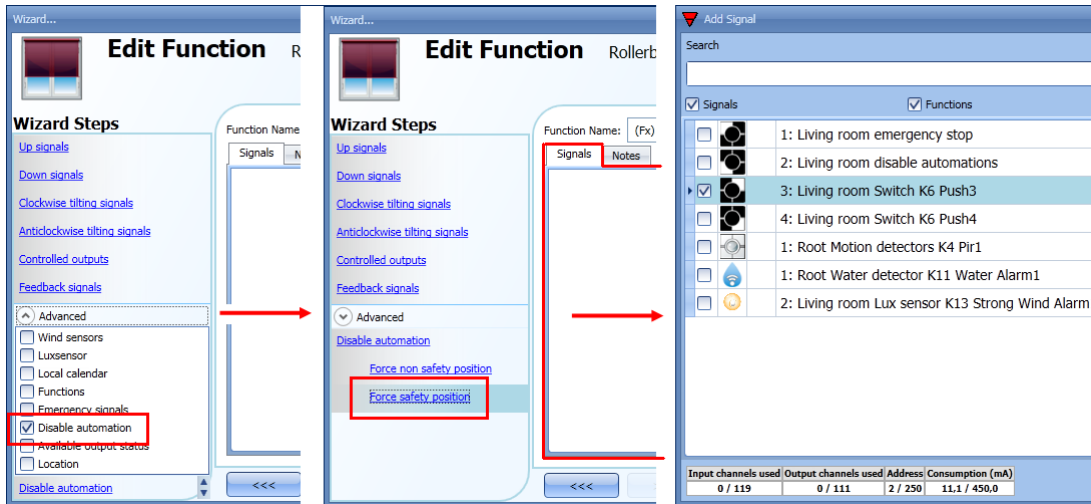 Wizard...
Edit Function R
Wizard Steps
Up signals
Down signals
Clockwise tilting signals
Anticlockwise tilting signals
Controlled outputs
Feedback signals
Advanced
Wind sensors
Luxsensor
Local calendar
Functions
Emergency signals
Disable automation
Available output status
Location
Disable automation
Function Name
Signals N
<<<
Wizard...
Edit Function Rollerb
Wizard Steps
Up signals
Down signals
Clockwise tilting signals
Anticlockwise tilting signals
Controlled outputs
Feedback signals
Advanced
Disable automation
Force non safety position
Force safety position
Function Name: (Fx)
Signals Notes
<<<
Add Signal
Search
Signals Functions
1: Living room emergency stop
2: Living room disable automations
3: Living room Switch K6 Push3
4: Living room Switch K6 Push4
1: Root Motion detectors K4 Pir1
1: Root Water detector K11 Water Alarm1
2: Living room Lux sensor K13 Strong Wind Alarm
Input channels used Output channels used Address Consumption (mA)
0 / 119 0 / 111 2 / 250 11,1 / 450,0